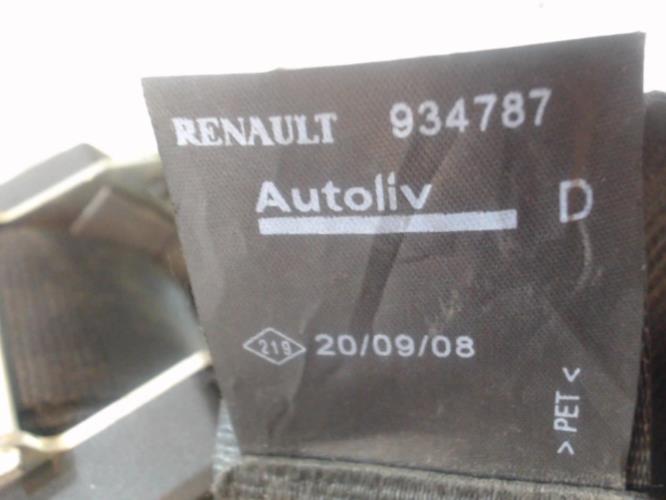 RENAULT 934787
Autoliv D
219 20/09/08
> PET <